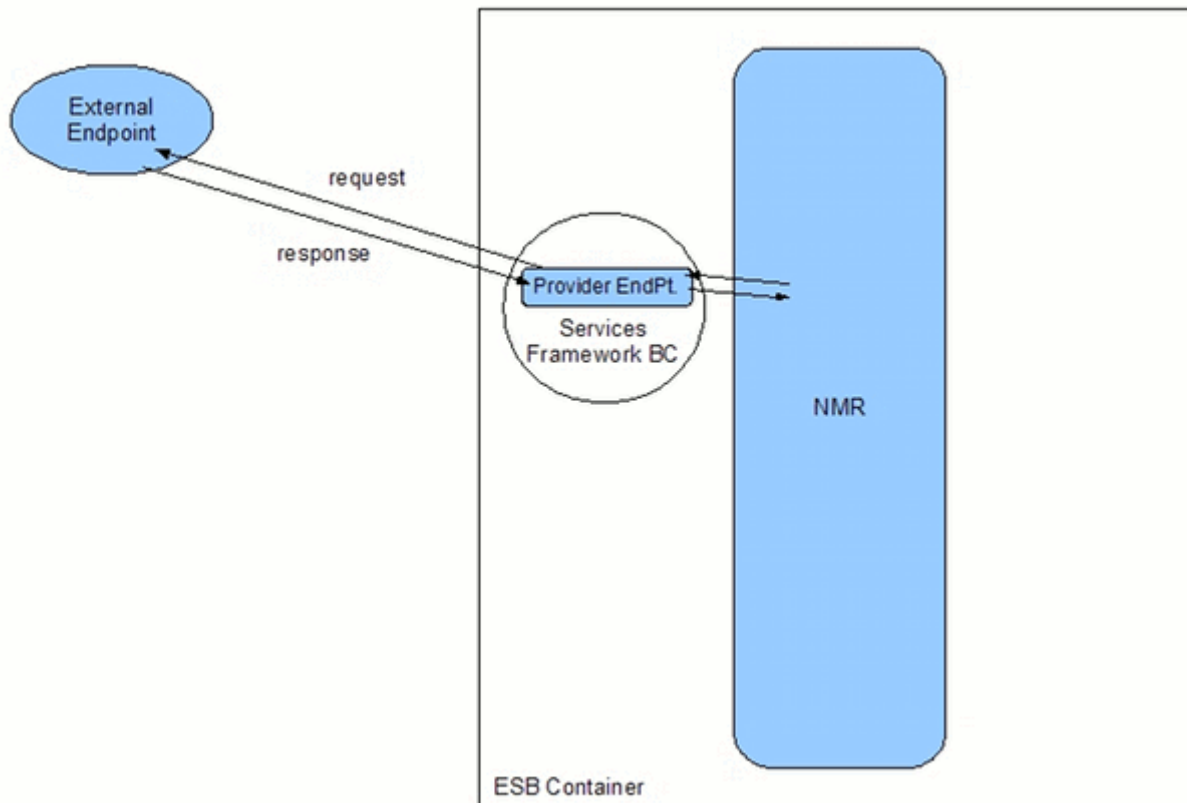 External
Endpoint
request
response
Provider EndPt.
Services
Framework BC
NMR
ESB Container